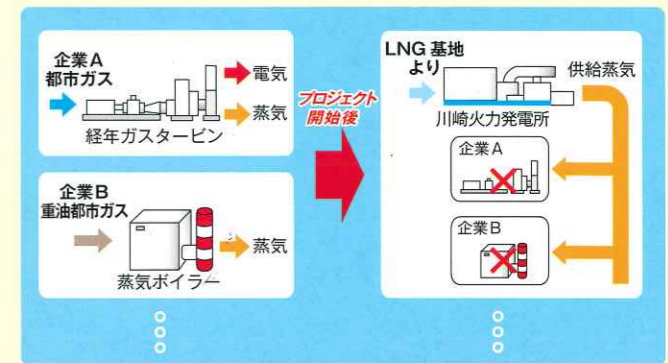 企業A
都市ガス
電気
蒸気
経年ガスタービン
企業B
重油都市ガス
蒸気
蒸気ボイラー
プロジェクト
開始後
LNG 基地
より
供給蒸気
川崎火力発電所
企業A
企業B